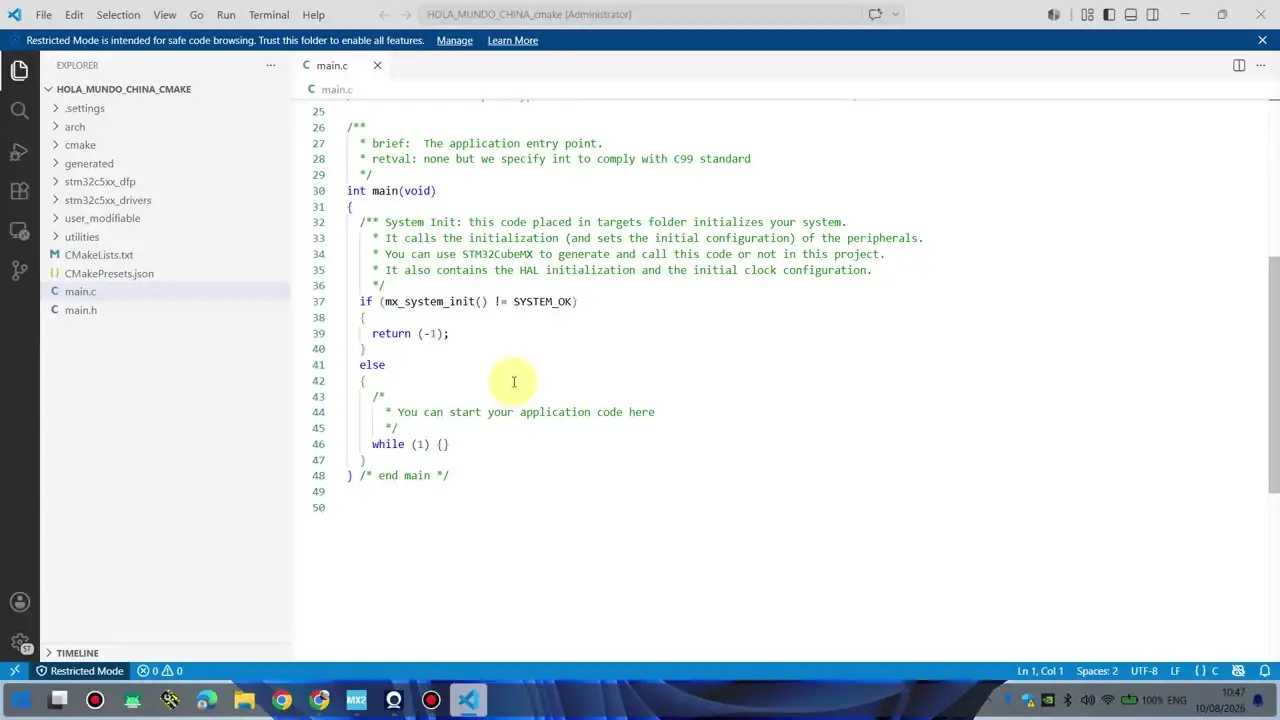 File Edit Selection View Go Run Terminal Help
HOLA_MUNDO_CHINA_cmake [Administrator]
Restricted Mode is intended for safe code browsing. Trust this folder to enable all features. Manage Learn More
EXPLORER
HOLA_MUNDO_CHINA_CMAKE
.settings
arch
cmake
generated
stm32c5xx_dfp
stm32c5xx_drivers
user_modifiable
utilities
M CMakeLists.txt
{} CMakePresets.json
C main.c
C main.h
TIMELINE
C main.c
C main.c
25
26 /**
27 * brief: The application entry point.
28 * retval: none but we specify int to comply with C99 standard
29 */
30 int main(void)
31 {
32 /** System Init: this code placed in targets folder initializes your system.
33 * It calls the initialization (and sets the initial configuration) of the peripherals.
34 * You can use STM32CubeMX to generate and call this code or not in this project.
35 * It also contains the HAL initialization and the initial clock configuration.
36 */
37 if (mx_system_init() != SYSTEM_OK)
38 {
39 return (-1);
40 }
41 else
42 {
43 /*
44 * You can start your application code here
45 */
46 while (1) {}
47 }
48 } /* end main */
49
50
ST
Restricted Mode 0 0 Ln 1, Col 1 Spaces: 2 UTF-8 LF {} C
MX2 100% ENG 10:47
10/08/2026